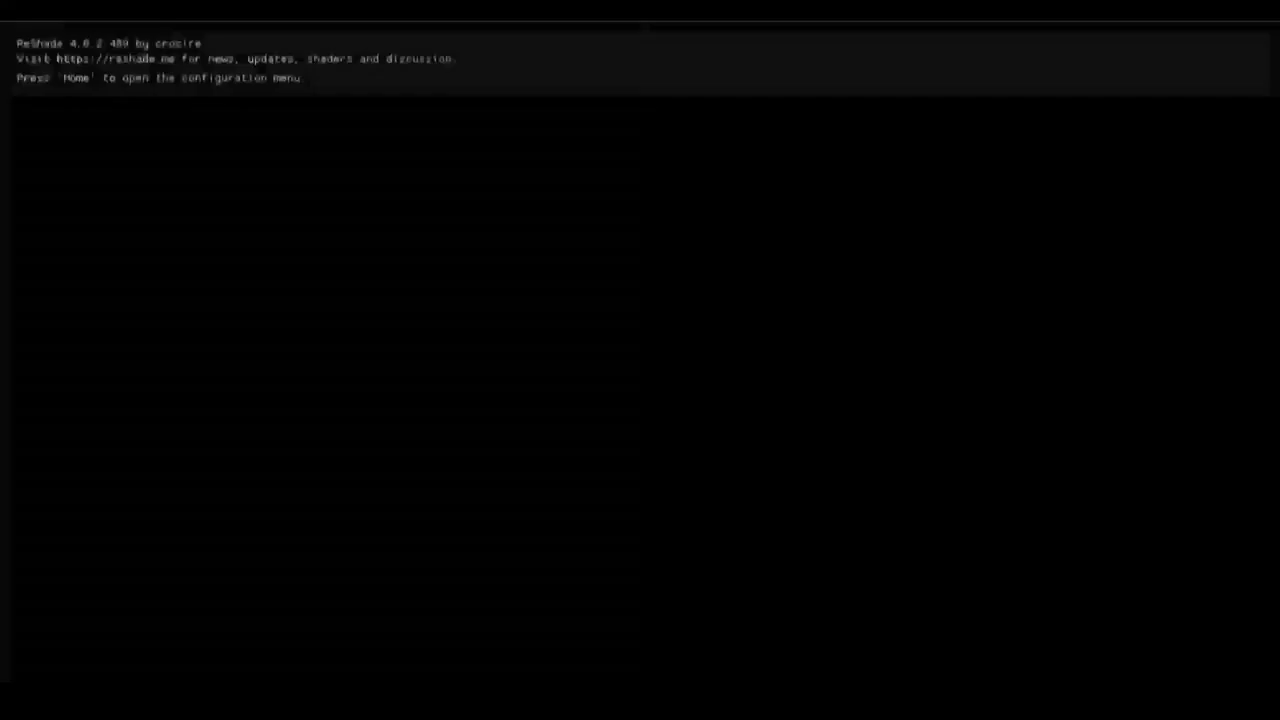 ReShade 4.0.2.489 by crosire
Visit https://reshade.me for news, updates, shaders and discussion.
Press 'Home' to open the configuration menu.